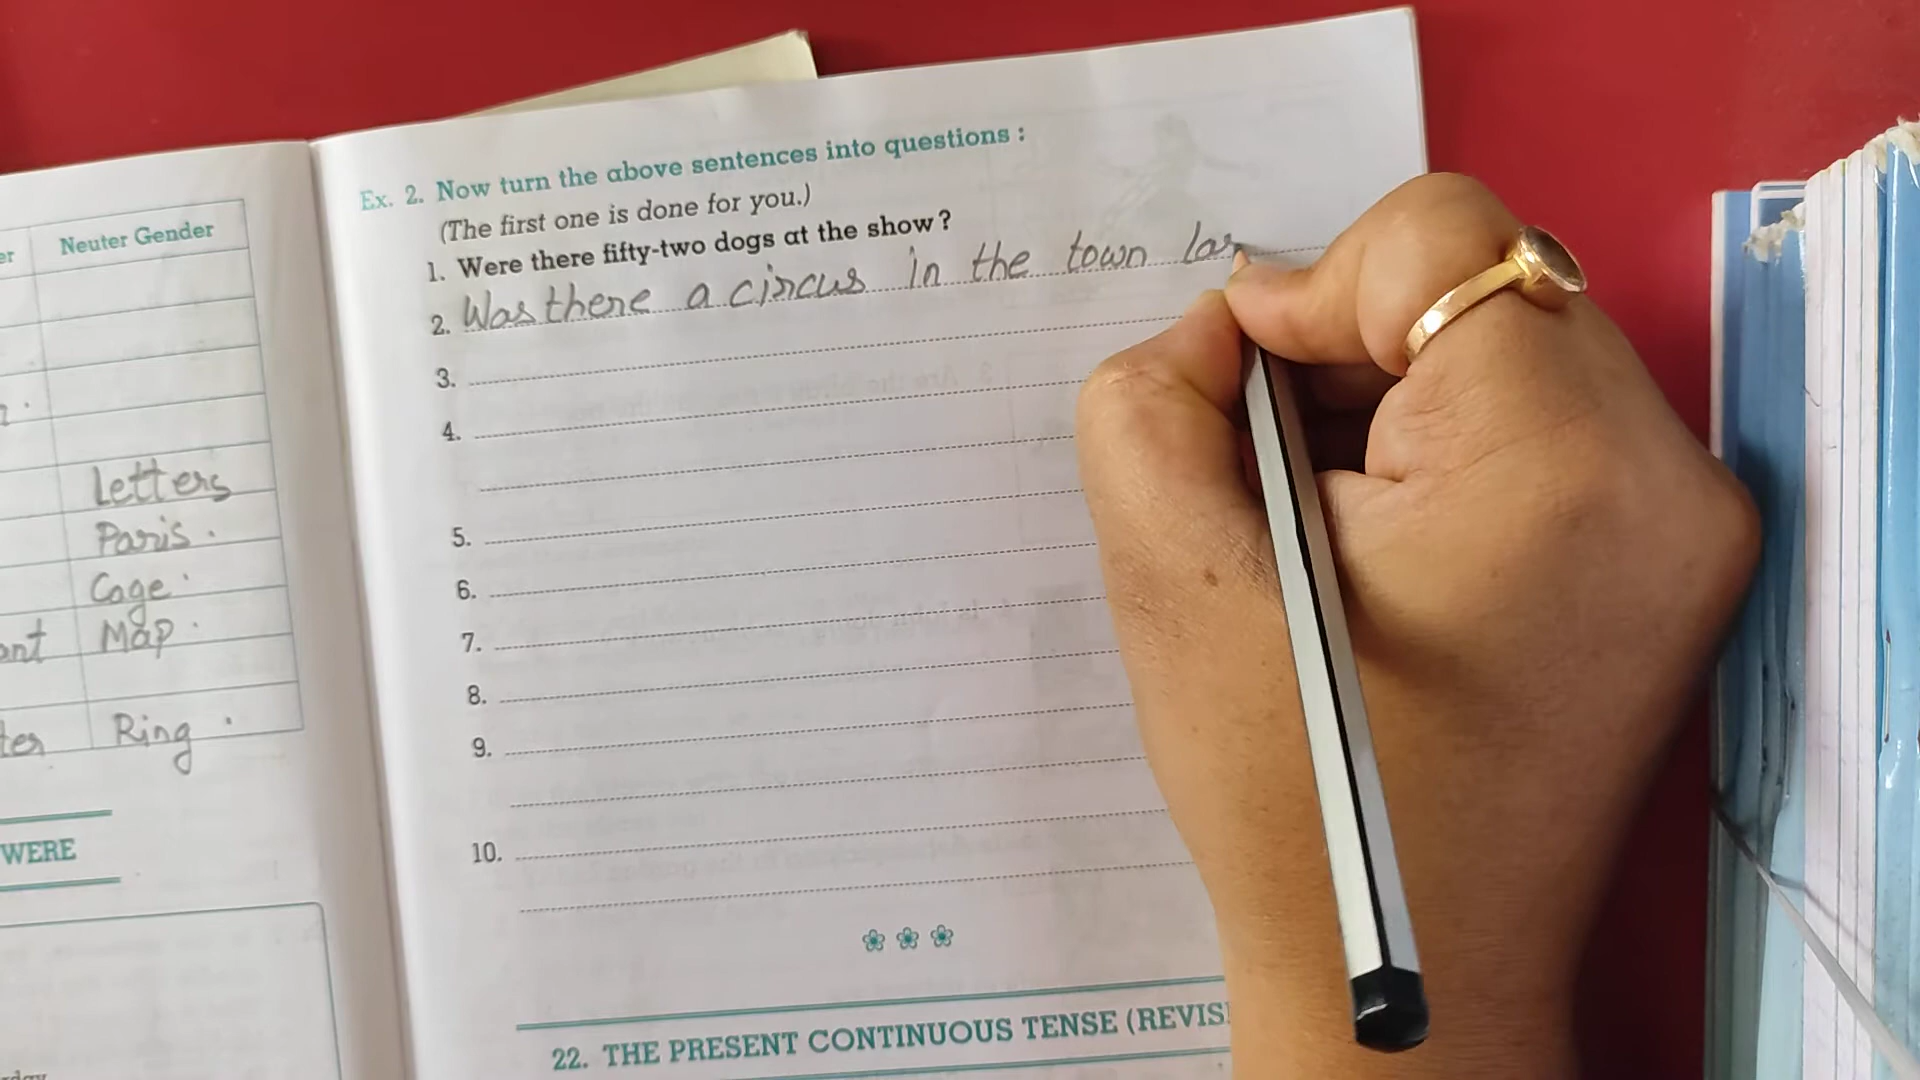 er
Neuter Gender
Letters
Paris.
Cage.
ant Map.
ter Ring.
WERE
Ex. 2. Now turn the above sentences into questions :
(The first one is done for you.)
1. Were there fifty-two dogs at the show?
2. Was there a circus in the town las
3.
4.
5.
6.
7.
8.
9.
10.
22. THE PRESENT CONTINUOUS TENSE (REVIS